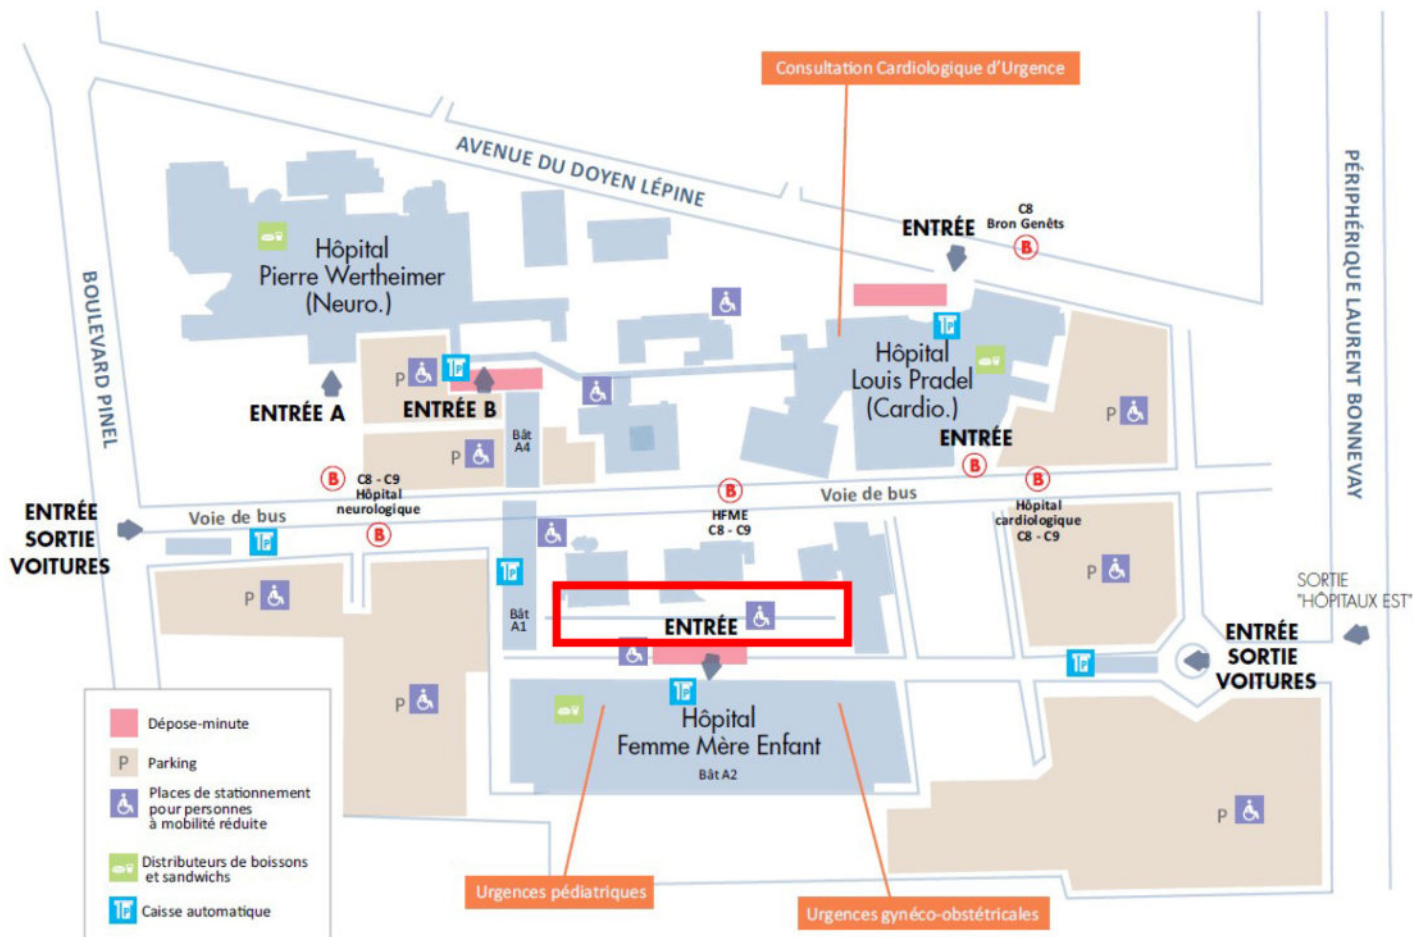 Consultation Cardiologique d'Urgence
AVENUE DU DOYEN LÉPINE
PÉRIPHÉRIQUE LAURENT BONNEVAY
BOULEVARD PINEL
C8
Bron Genêts
B
ENTRÉE
Hôpital
Pierre Wertheimer
(Neuro.)
Hôpital
Louis Pradel
(Cardio.)
P
P
ENTRÉE A
ENTRÉE B
P
Bât
A4
ENTRÉE
B
B
B
C8 - C9
Hôpital
neurologique
B
B
HFME
C8 - C9
Voie de bus
Voie de bus
Hôpital
cardiologique
C8 - C9
ENTRÉE
SORTIE
VOITURES
P
P
Bât
A1
ENTRÉE
SORTIE
"HÔPITAUX EST"
ENTRÉE
SORTIE
VOITURES
P
Hôpital
Femme Mère Enfant
Bât A2
P
Dépose-minute
P Parking
Places de stationnement
pour personnes
à mobilité réduite
Distributeurs de boissons
et sandwichs
Caisse automatique
Urgences pédiatriques
Urgences gynéco-obstétricales